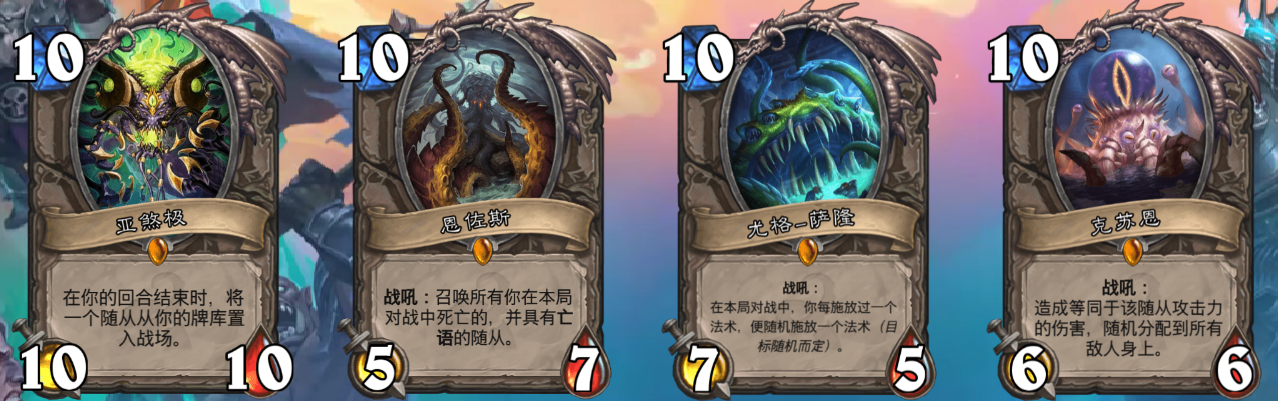 10
亚煞极
在你的回合结束时，将
一个随从从你的牌库置
入战场。
10
10
10
恩佐斯
战吼：召唤所有你在本局
对战中死亡的，并具有亡
语的随从。
5
7
10
尤格-萨隆
战吼：
在本局对战中，你每施放过一个
法术，便随机施放一个法术（目
标随机而定）。
7
5
10
克苏恩
战吼：
造成等同于该随从攻击力
的伤害，随机分配到所有
敌人身上。
6
6